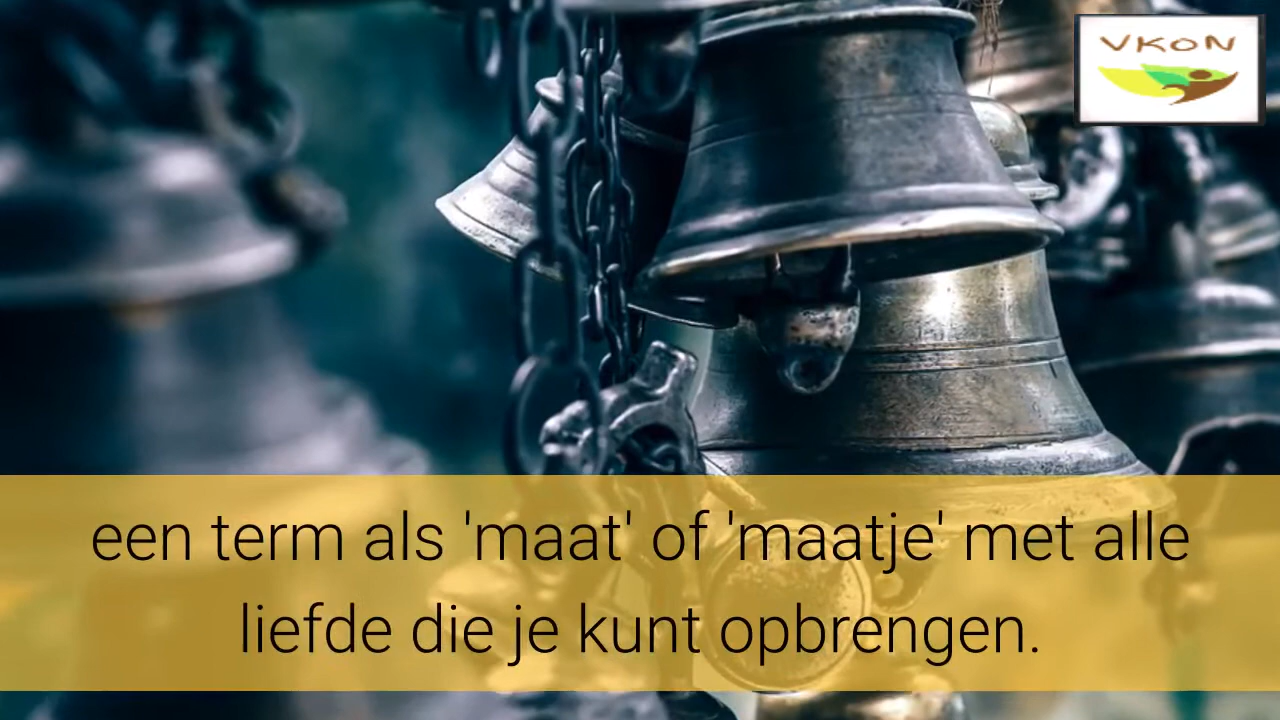 VKON
een term als 'maat' of 'maatje' met alle
liefde die je kunt opbrengen.